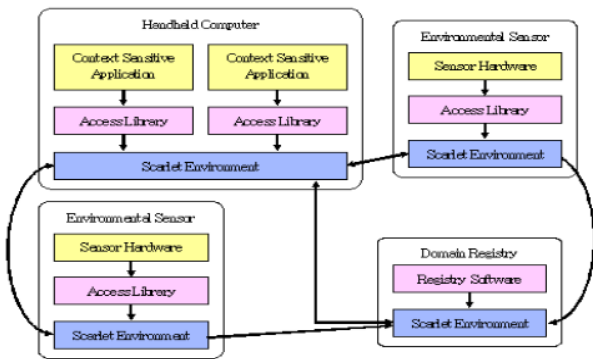 Handheld Computer
Context Sensitive
Application
Context Sensitive
Application
Access Library
Access Library
Scarlet Environment
Environmental Sensor
Sensor Hardware
Access Library
Scarlet Environment
Environmental Sensor
Sensor Hardware
Access Library
Scarlet Environment
Domain Registry
Registry Software
Scarlet Environment